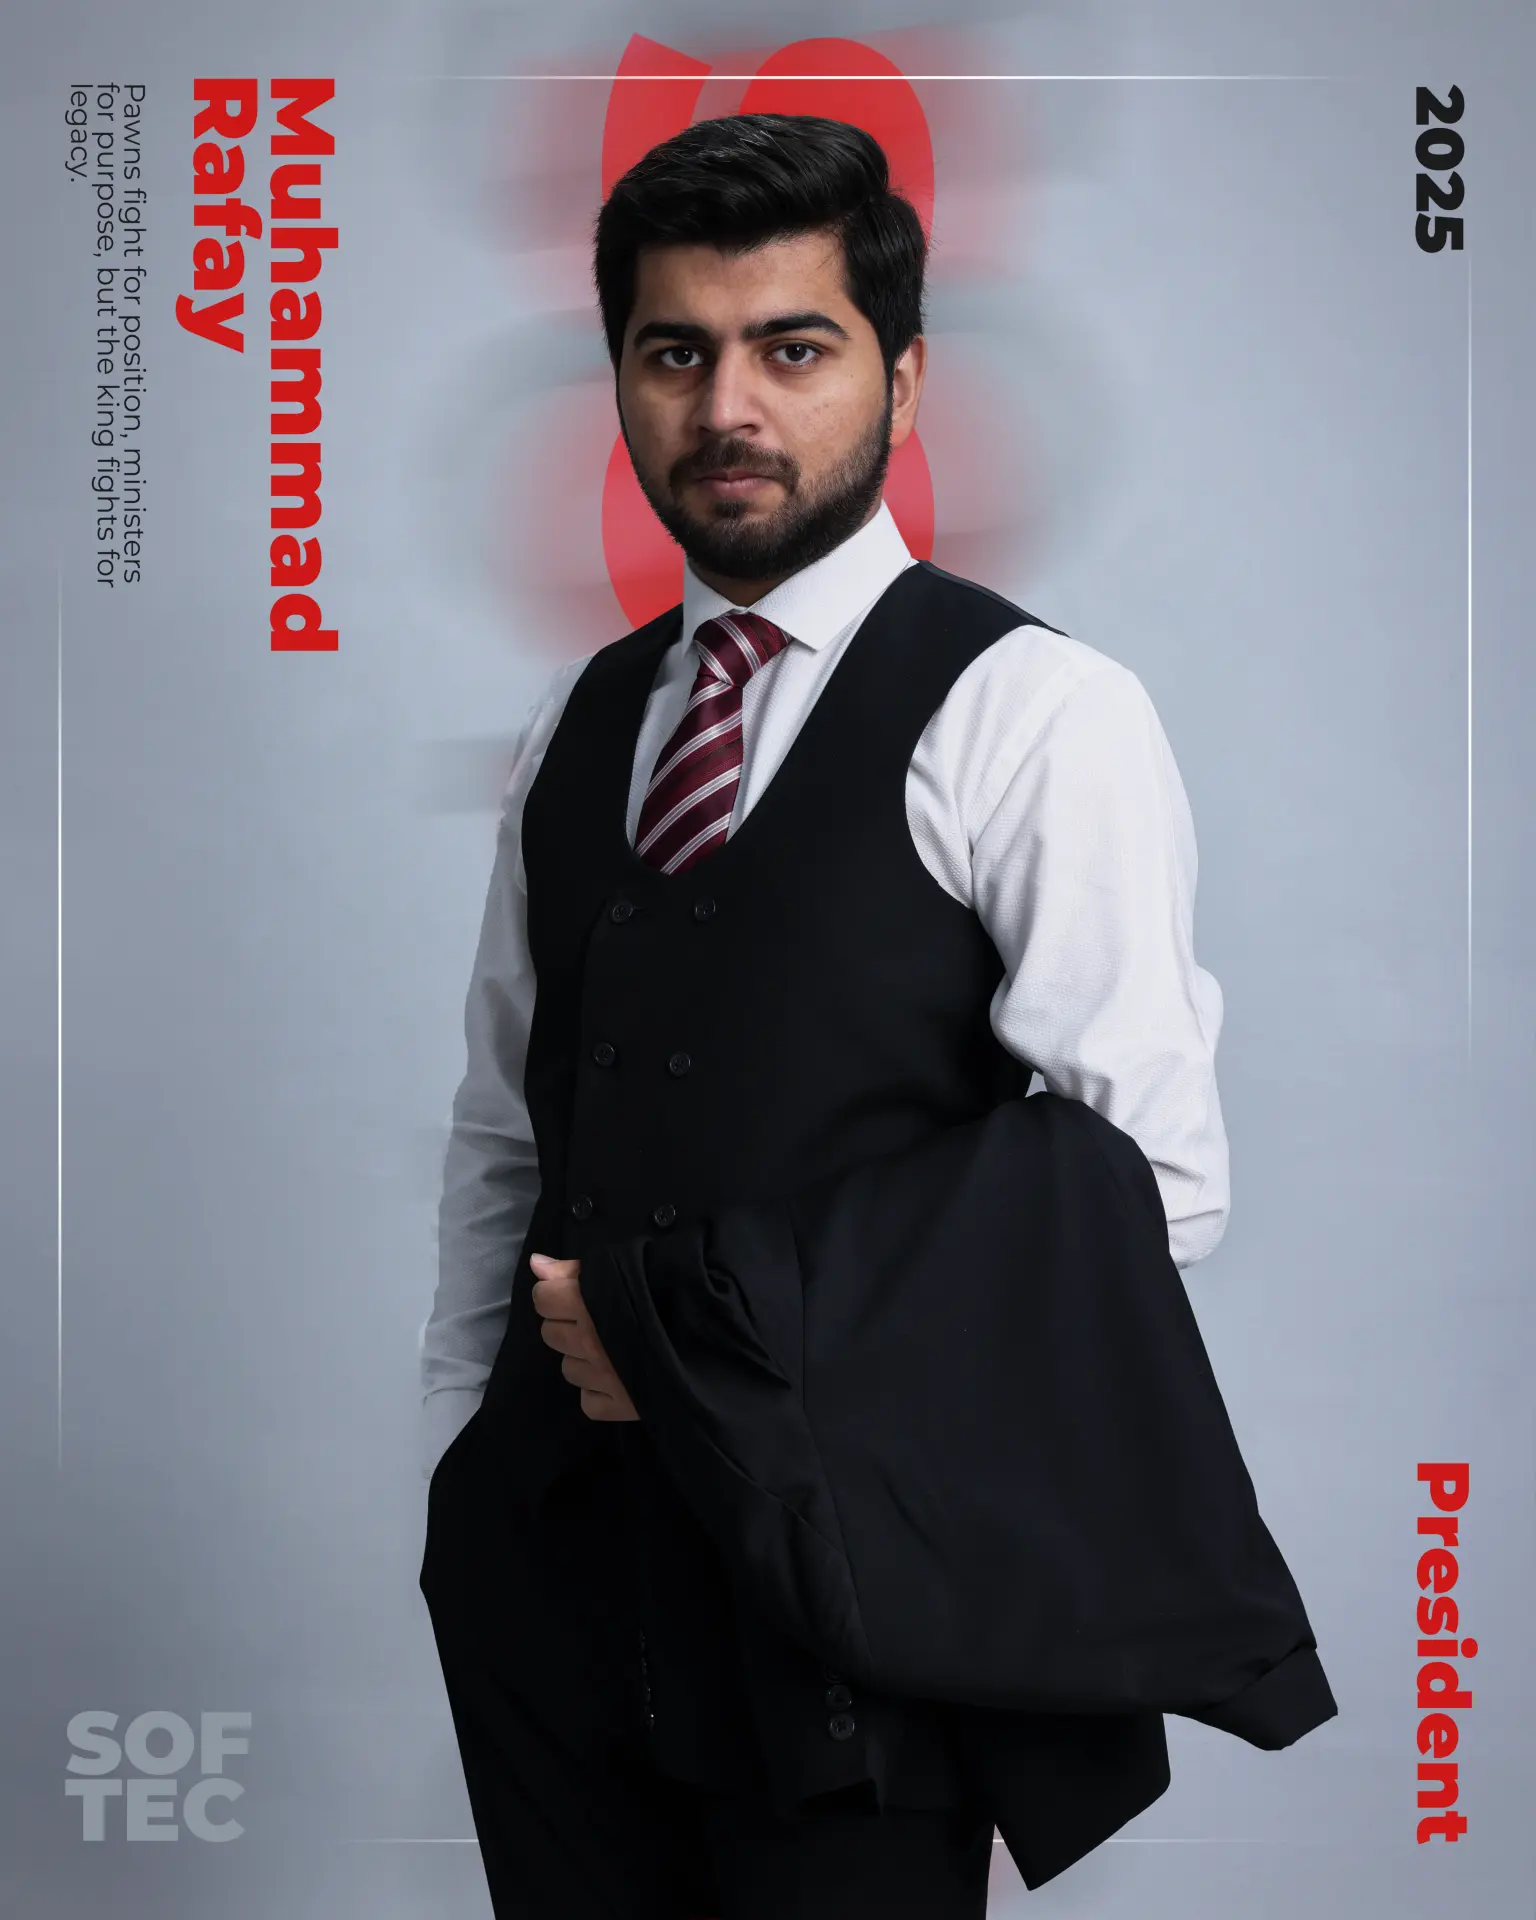 Muhammad
Rafay
Pawns fight for position, ministers
for purpose, but the king fights for
legacy.
2025
President
SOF
TEC